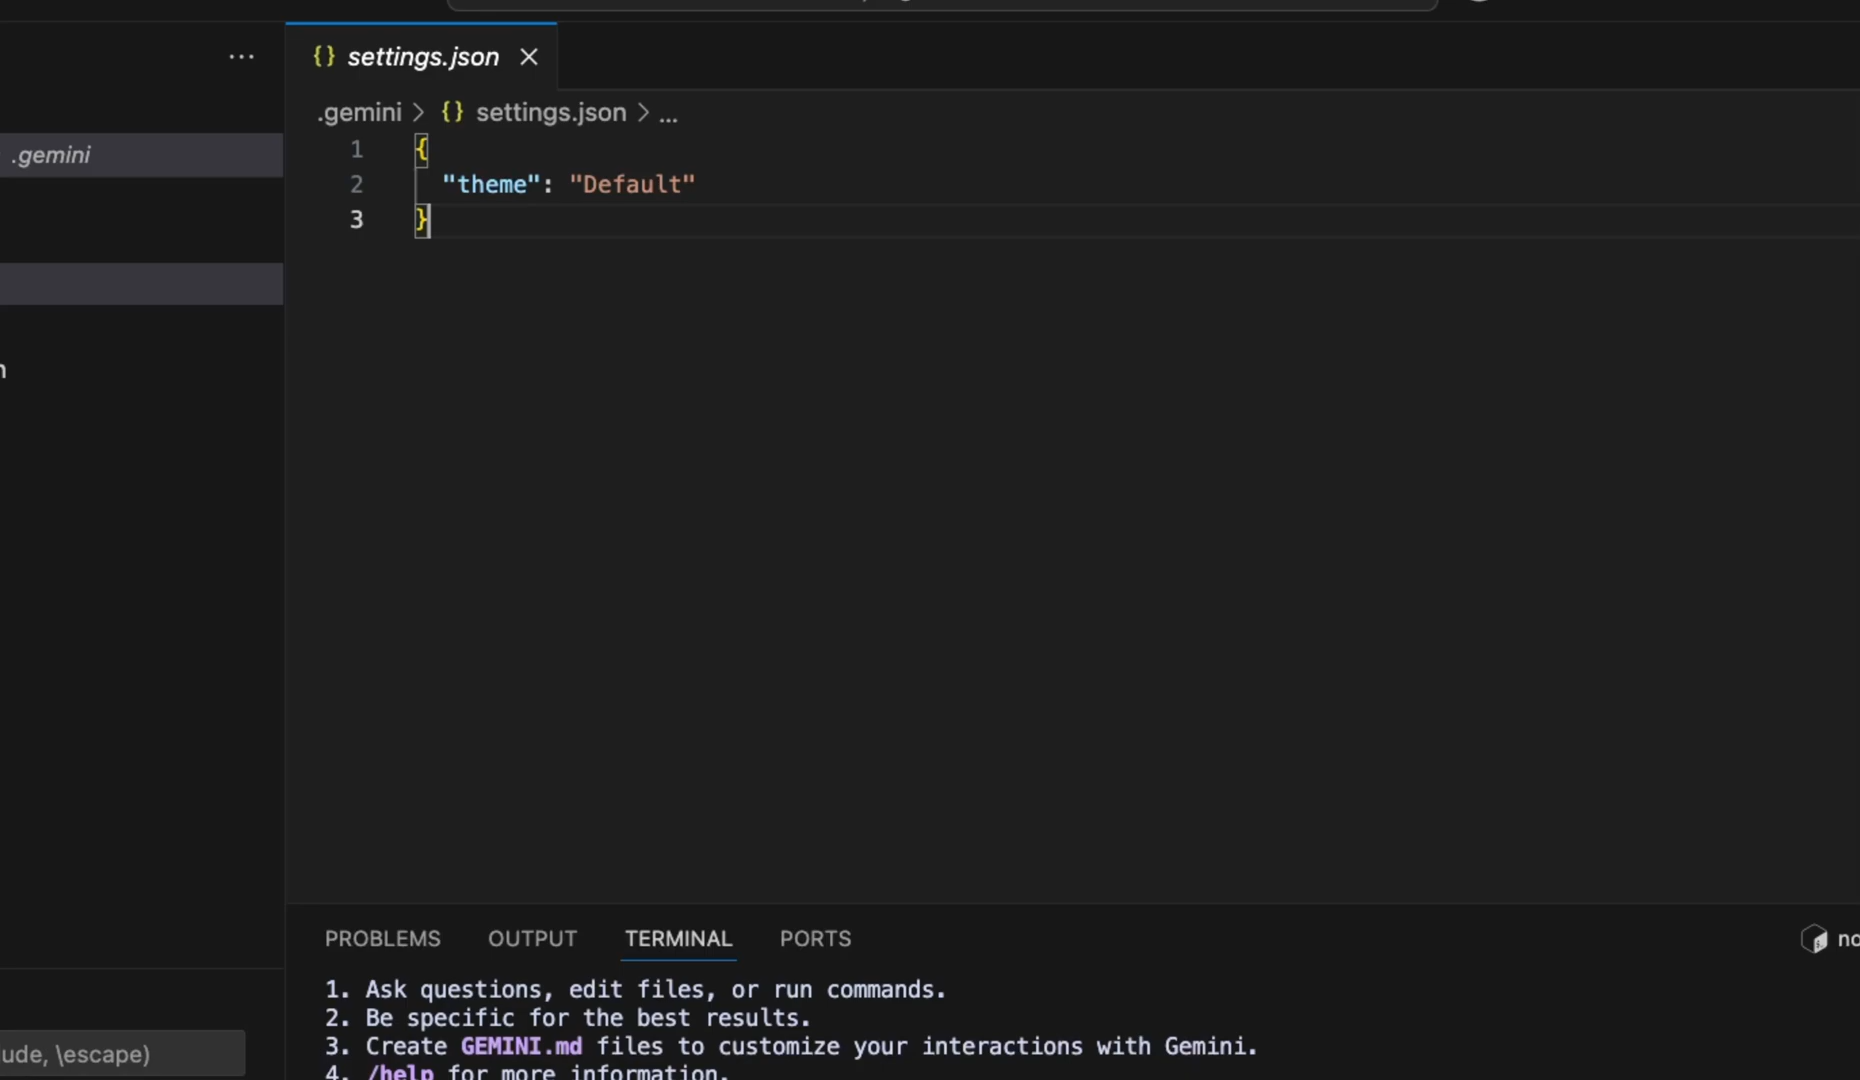 ... {} settings.json ×
.gemini > {} settings.json > ...
.gemini
1 {
2 "theme": "Default"
3 }
PROBLEMS OUTPUT TERMINAL PORTS
1. Ask questions, edit files, or run commands.
2. Be specific for the best results.
3. Create GEMINI.md files to customize your interactions with Gemini.
ude, \escape)
4. /help for more information.